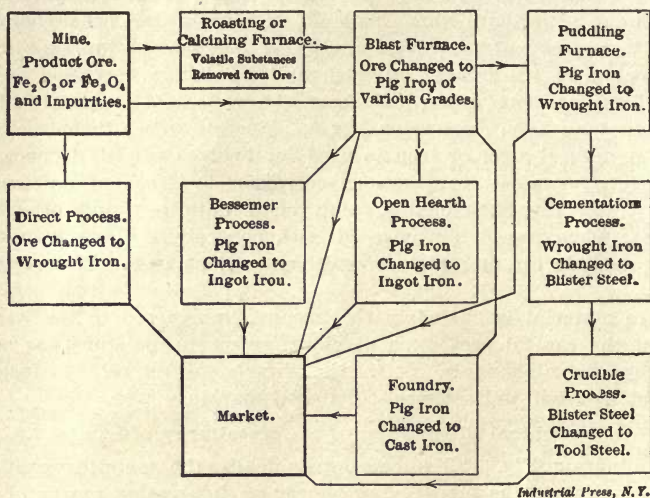 Mine.
Product Ore.
Fe₂O₃ or Fe₃O₄
and Impurities.
Roasting or
Calcining Furnace.
Volatile Substances
Removed from Ore.
Blast Furnace.
Ore Changed to
Pig Iron of
Various Grades.
Puddling
Furnace.
Pig Iron
Changed to
Wrought Iron.
Direct Process.
Ore Changed to
Wrought Iron.
Bessemer
Process.
Pig Iron
Changed to
Ingot Irou.
Open Hearth
Process.
Pig Iron
Changed to
Ingot Iron.
Cementation
Process.
Wrought Iron
Changed to
Blister Steel.
Market.
Foundry.
Pig Iron
Changed to
Cast Iron.
Crucible
Process.
Blister Steel
Changed to
Tool Steel.
Industrial Press, N. Y.